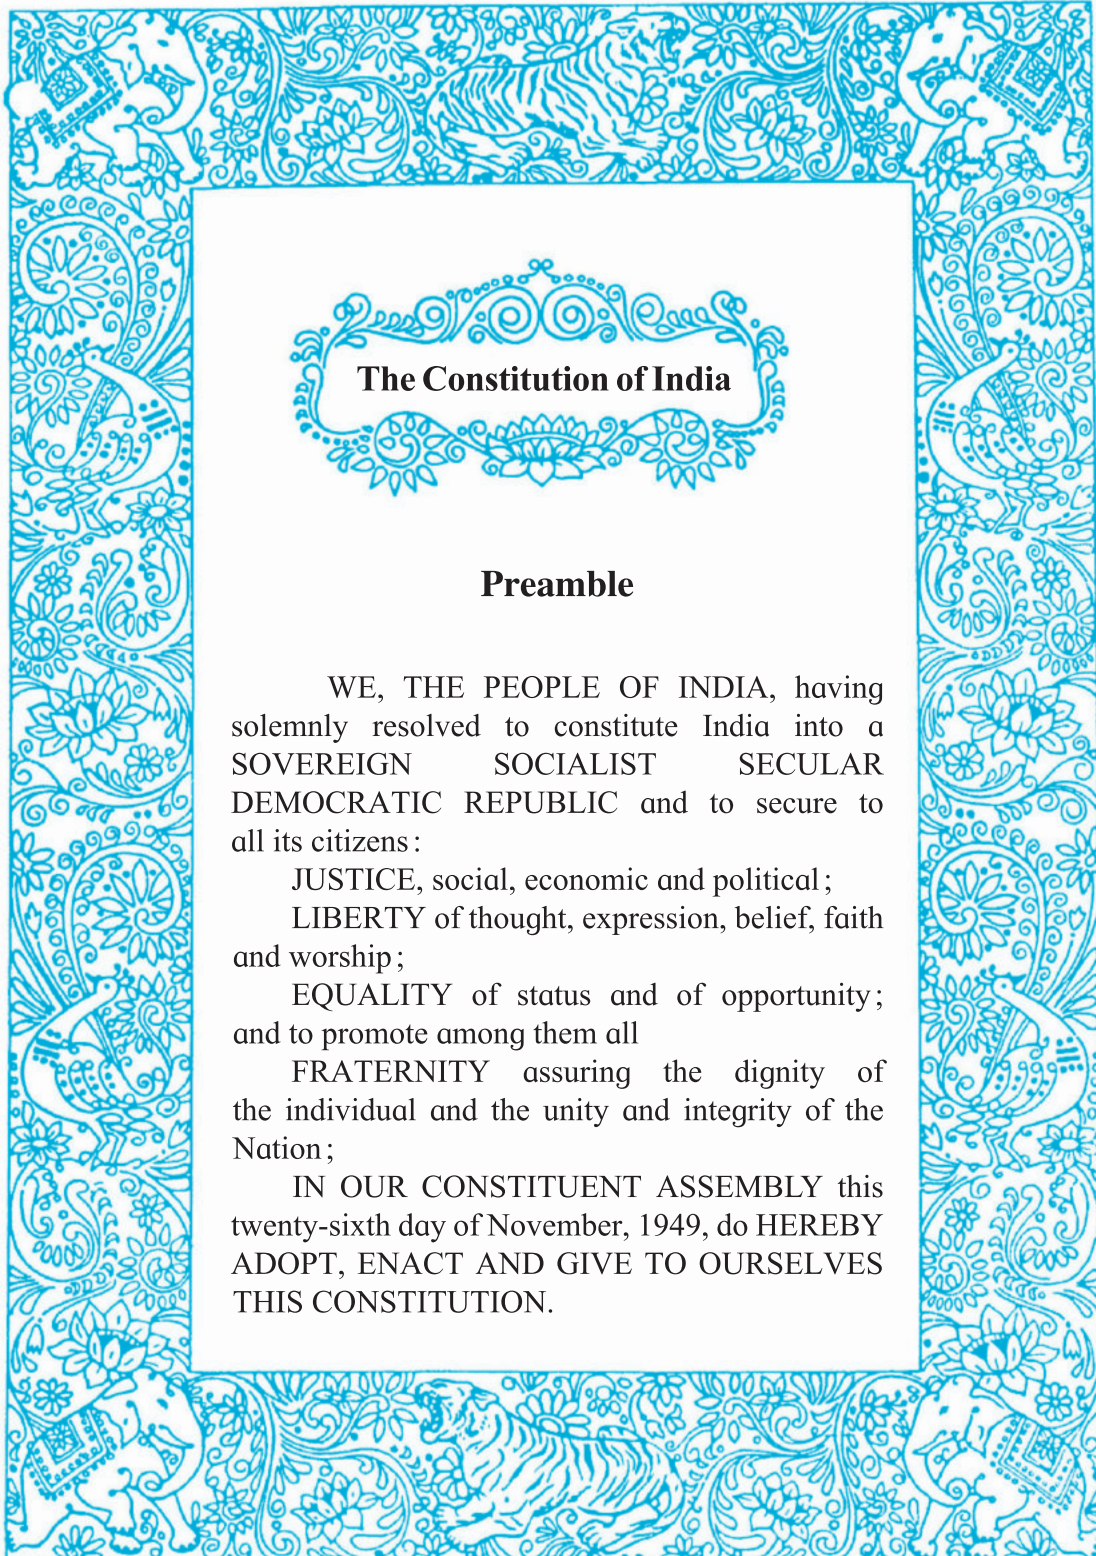 The Constitution of India
Preamble
WE, THE PEOPLE OF INDIA, having
solemnly resolved to constitute India into a
SOVEREIGN SOCIALIST SECULAR
DEMOCRATIC REPUBLIC and to secure to
all its citizens :
JUSTICE, social, economic and political ;
LIBERTY of thought, expression, belief, faith
and worship ;
EQUALITY of status and of opportunity ;
and to promote among them all
FRATERNITY assuring the dignity of
the individual and the unity and integrity of the
Nation ;
IN OUR CONSTITUENT ASSEMBLY this
twenty-sixth day of November, 1949, do HEREBY
ADOPT, ENACT AND GIVE TO OURSELVES
THIS CONSTITUTION.